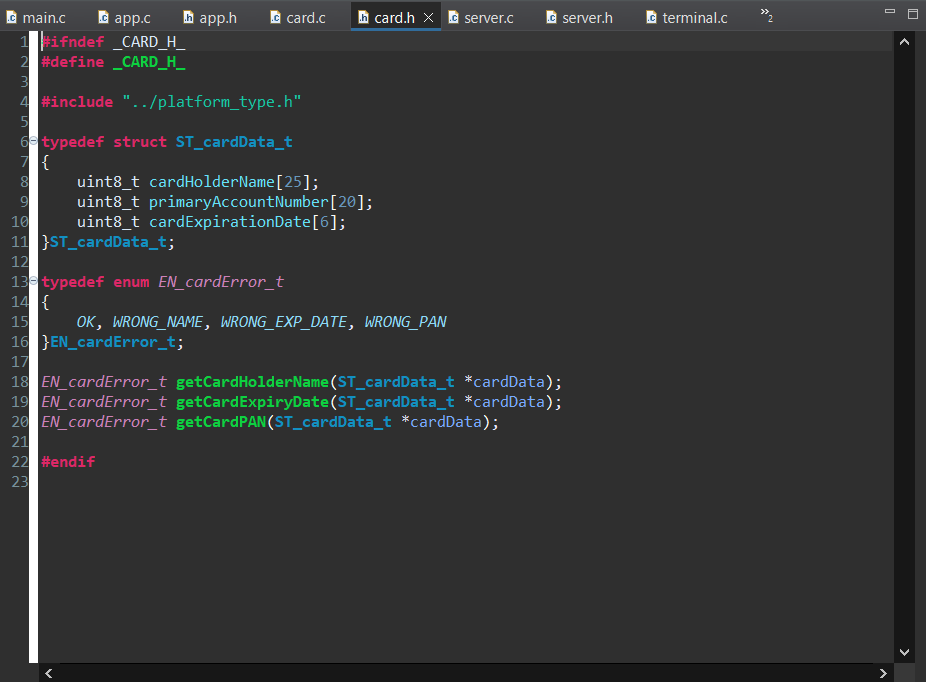 main.c app.c app.h card.c card.h server.c server.h terminal.c »2
1 #ifndef _CARD_H_
2 #define _CARD_H_
3
4 #include "../platform_type.h"
5
6 typedef struct ST_cardData_t
7 {
8     uint8_t cardHolderName[25];
9     uint8_t primaryAccountNumber[20];
10     uint8_t cardExpirationDate[6];
11 }ST_cardData_t;
12
13 typedef enum EN_cardError_t
14 {
15     OK, WRONG_NAME, WRONG_EXP_DATE, WRONG_PAN
16 }EN_cardError_t;
17
18 EN_cardError_t getCardHolderName(ST_cardData_t *cardData);
19 EN_cardError_t getCardExpiryDate(ST_cardData_t *cardData);
20 EN_cardError_t getCardPAN(ST_cardData_t *cardData);
21
22 #endif
23